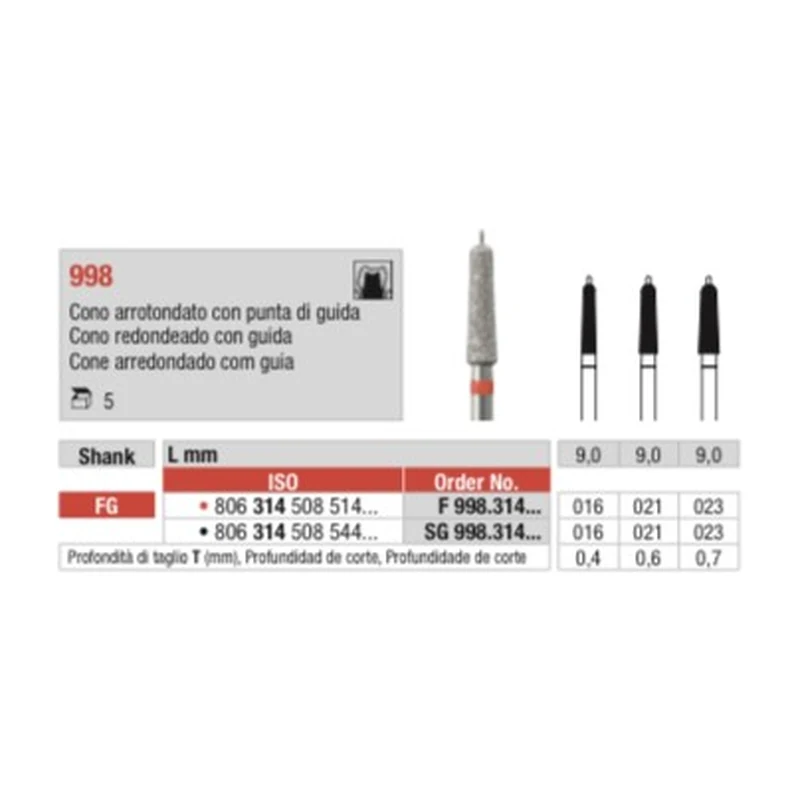 998
Cono arrotondato con punta di guida
Cono redondeado con guida
Cone arredondado com guia
5
Shank L mm 9,0 9,0 9,0
ISO Order No.
FG • 806 314 508 514... F 998.314... 016 021 023
• 806 314 508 544... SG 998.314... 016 021 023
Profondità di taglio T (mm), Profundidad de corte, Profundidade de corte 0,4 0,6 0,7